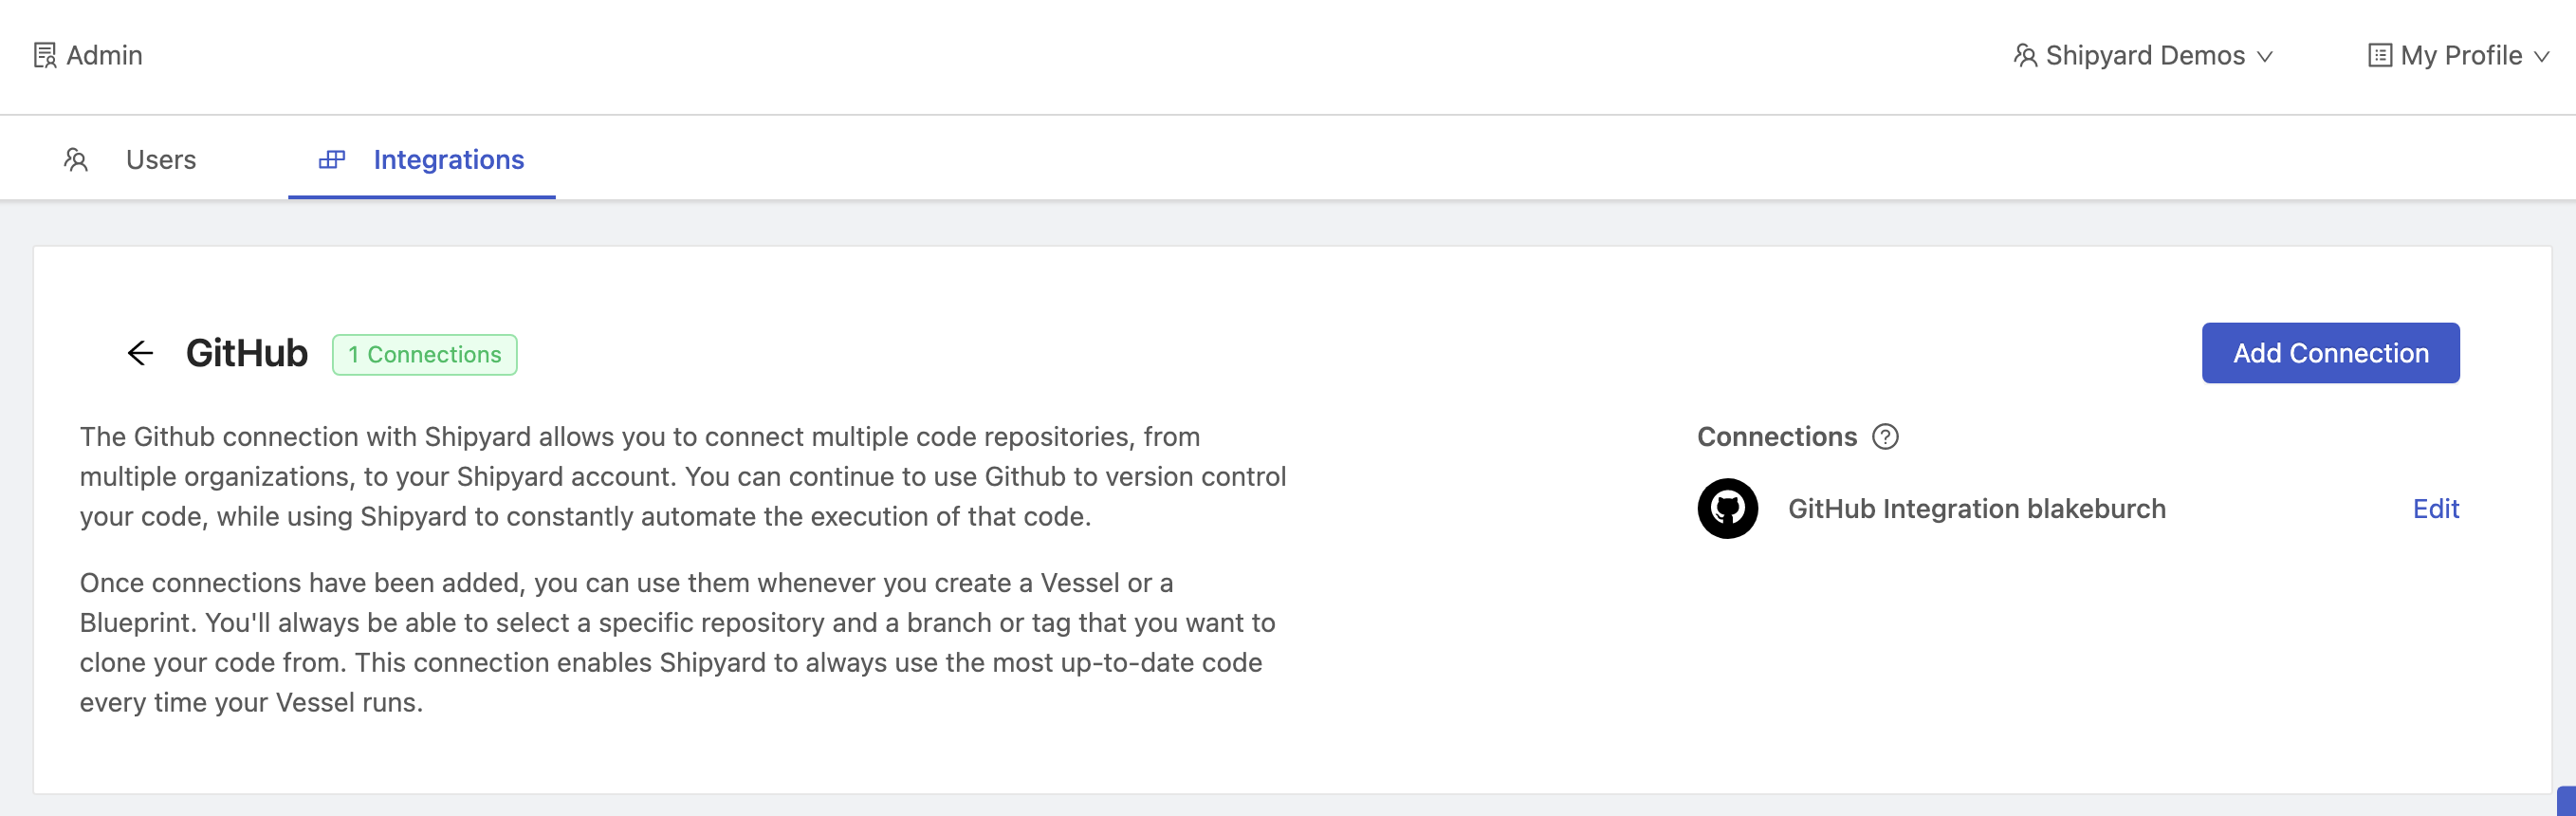 Admin
Shipyard Demos
My Profile
Users
Integrations
GitHub
1 Connections
Add Connection
The Github connection with Shipyard allows you to connect multiple code repositories, from
multiple organizations, to your Shipyard account. You can continue to use Github to version control
your code, while using Shipyard to constantly automate the execution of that code.
Once connections have been added, you can use them whenever you create a Vessel or a
Blueprint. You'll always be able to select a specific repository and a branch or tag that you want to
clone your code from. This connection enables Shipyard to always use the most up-to-date code
every time your Vessel runs.
Connections ?
GitHub Integration blakeburch
Edit